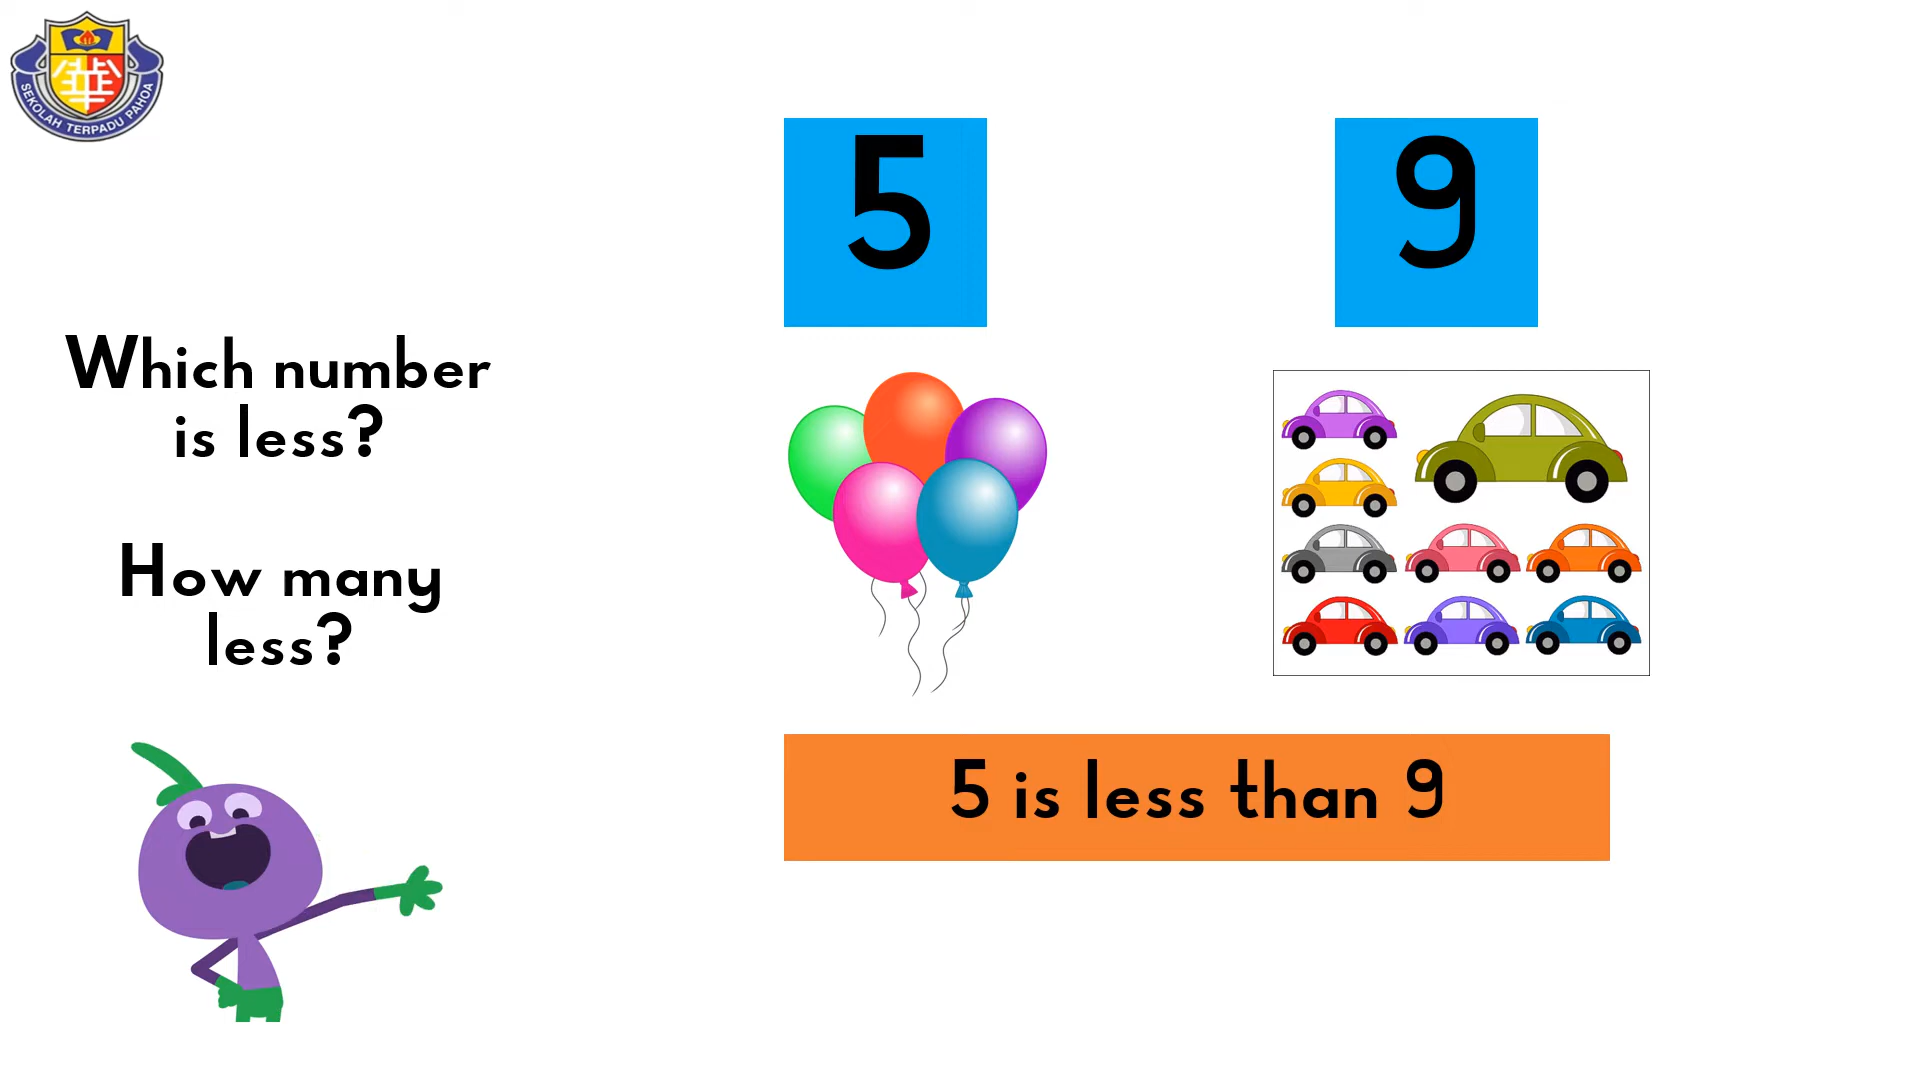 SEKOLAH TERPADU PAHOA
5
9
Which number
is less?
How many
less?
5 is less than 9